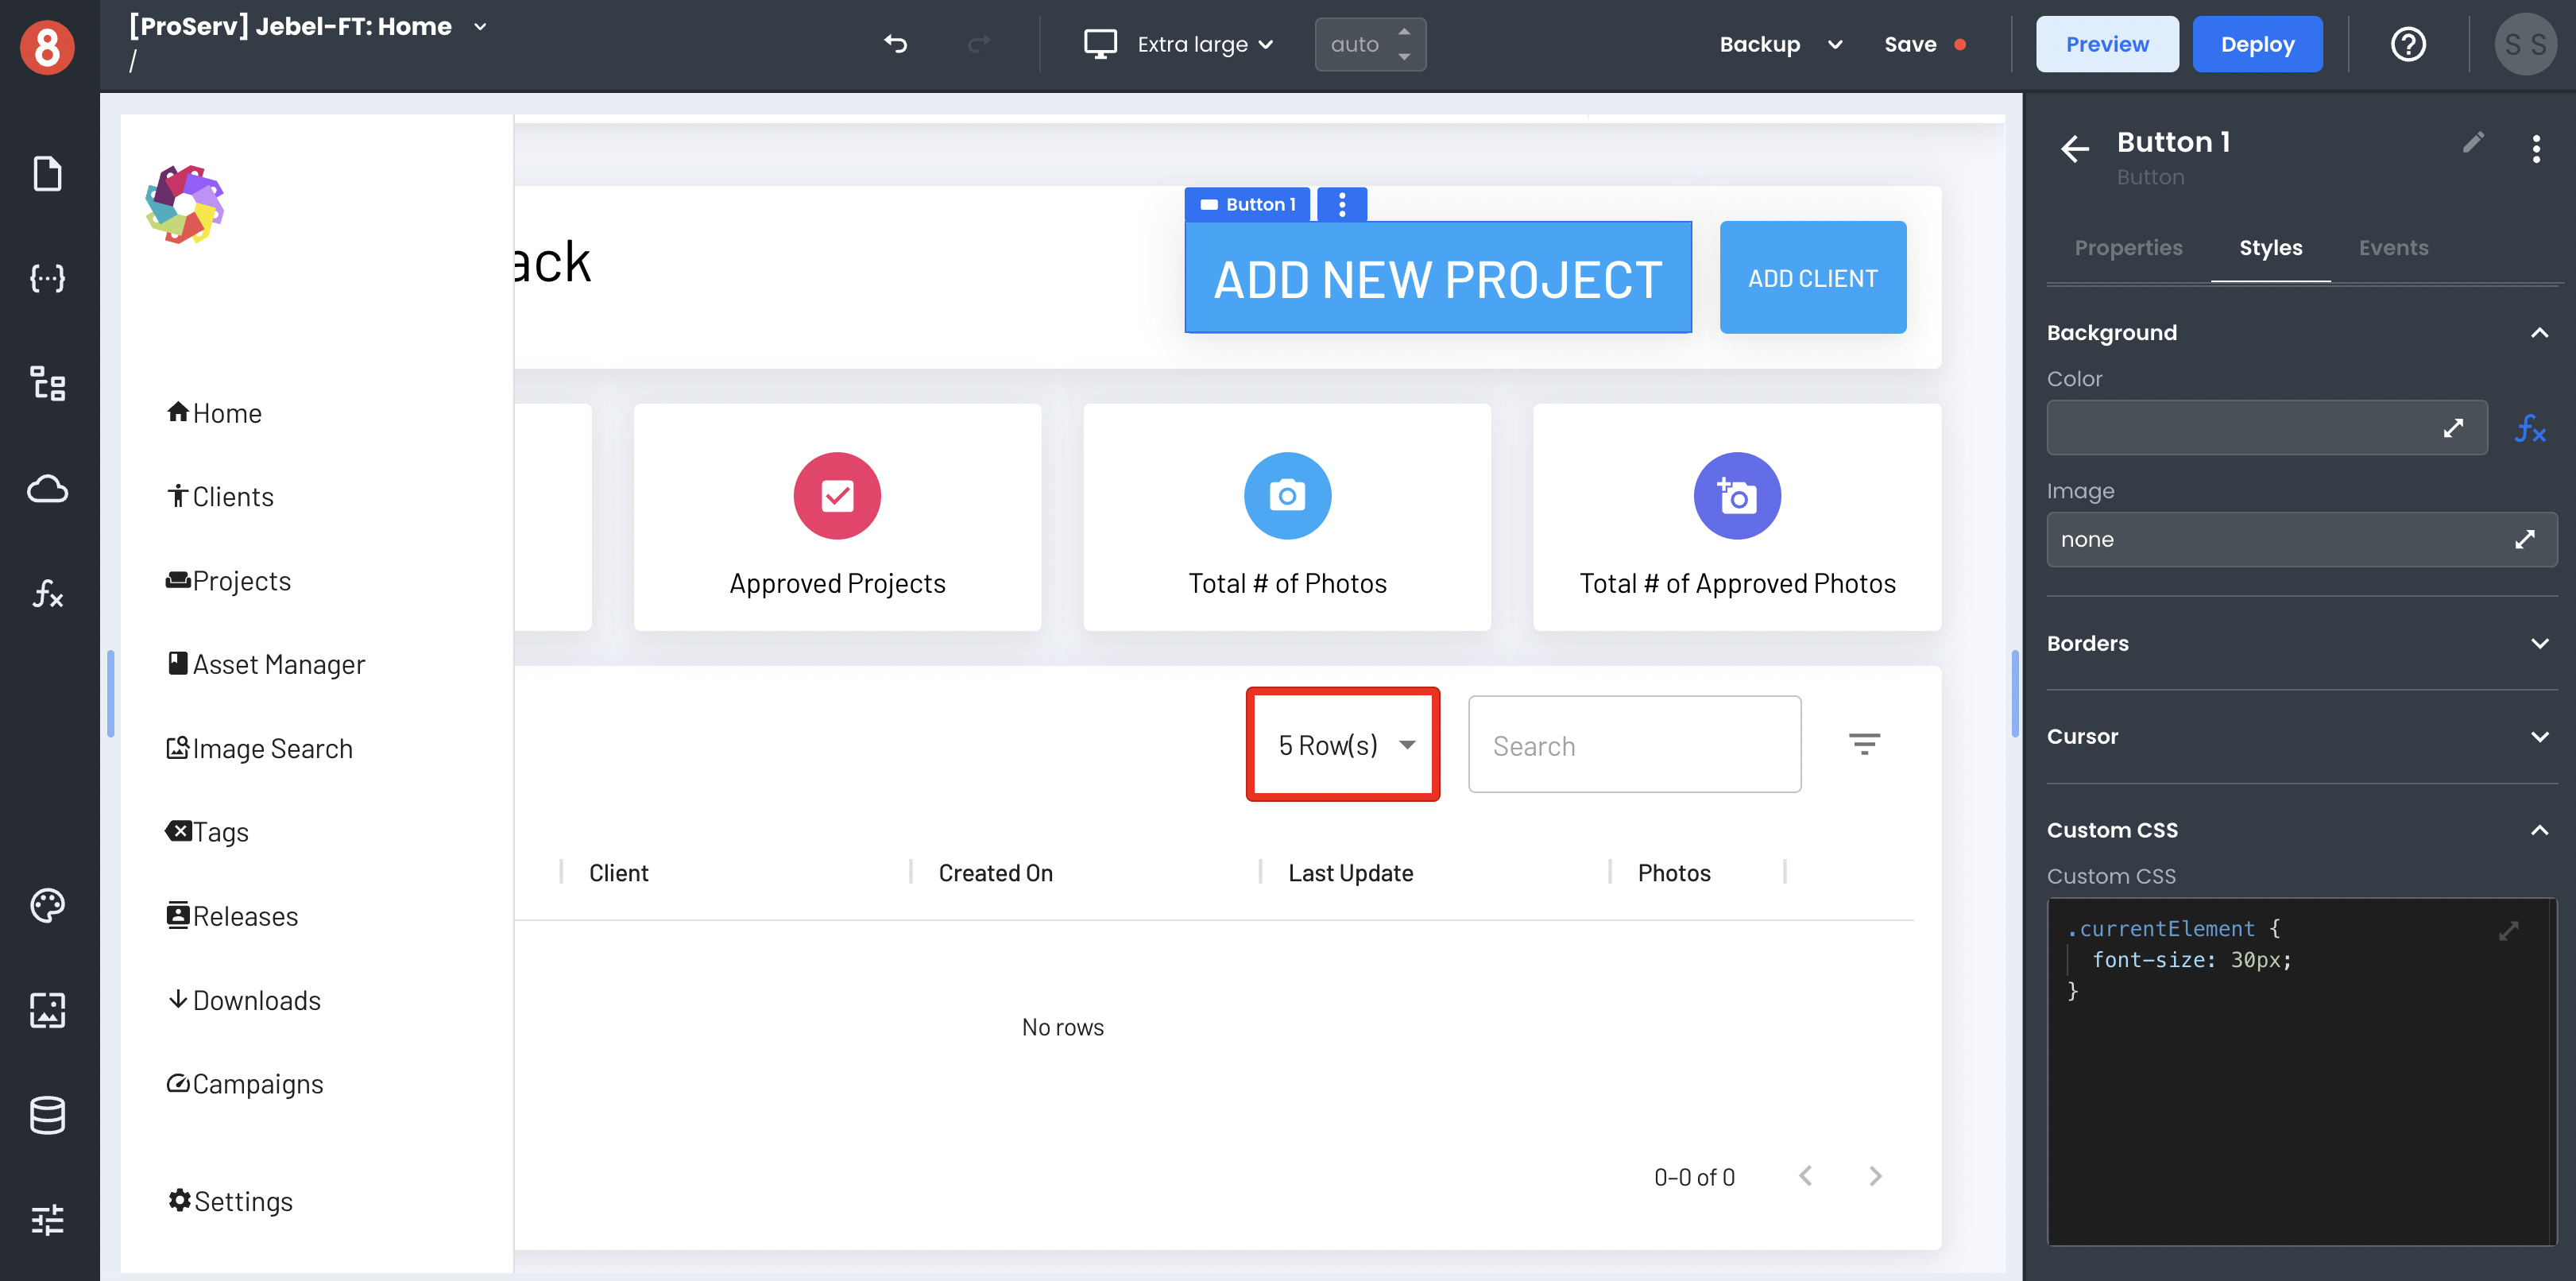 8
[ProServ] Jebel-FT: Home
/
Extra large
auto
Backup
Save
Preview
Deploy
?
S S
Button 1
Button
Properties
Styles
Events
Background
Color
fx
Image
none
Borders
Cursor
Custom CSS
Custom CSS
.currentElement {
font-size: 30px;
}
{...}
fx
Home
Clients
Projects
Asset Manager
Image Search
Tags
Releases
Downloads
Campaigns
Settings
ack
Button 1
ADD NEW PROJECT
ADD CLIENT
Approved Projects
Total # of Photos
Total # of Approved Photos
5 Row(s)
Search
Client
Created On
Last Update
Photos
No rows
0–0 of 0